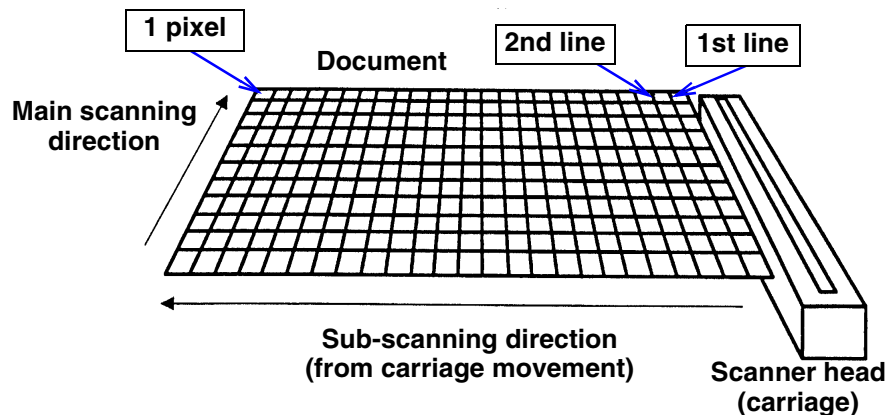 1 pixel
2nd line
1st line
Document
Main scanning
direction
Sub-scanning direction
(from carriage movement)
Scanner head
(carriage)